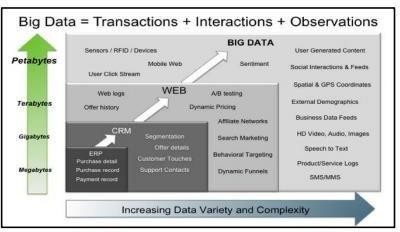 Big Data = Transactions + Interactions + Observations
BIG DATA
Petabytes
Sensors / RFID / Devices
Mobile Web
Sentiment
User Click Stream
User Generated Content
Social Interactions & Feeds
Spatial & GPS Coordinates
External Demographics
Business Data Feeds
HD Video, Audio, Images
Speech to Text
Product/Service Logs
SMS/MMS
Terabytes
WEB
Web logs
Offer history
A/B testing
Dynamic Pricing
Affiliate Networks
Search Marketing
Behavioral Targeting
Dynamic Funnels
Gigabytes
CRM
Segmentation
Offer details
Customer Touches
Support Contacts
Megabytes
ERP
Purchase detail
Purchase record
Payment record
Increasing Data Variety and Complexity